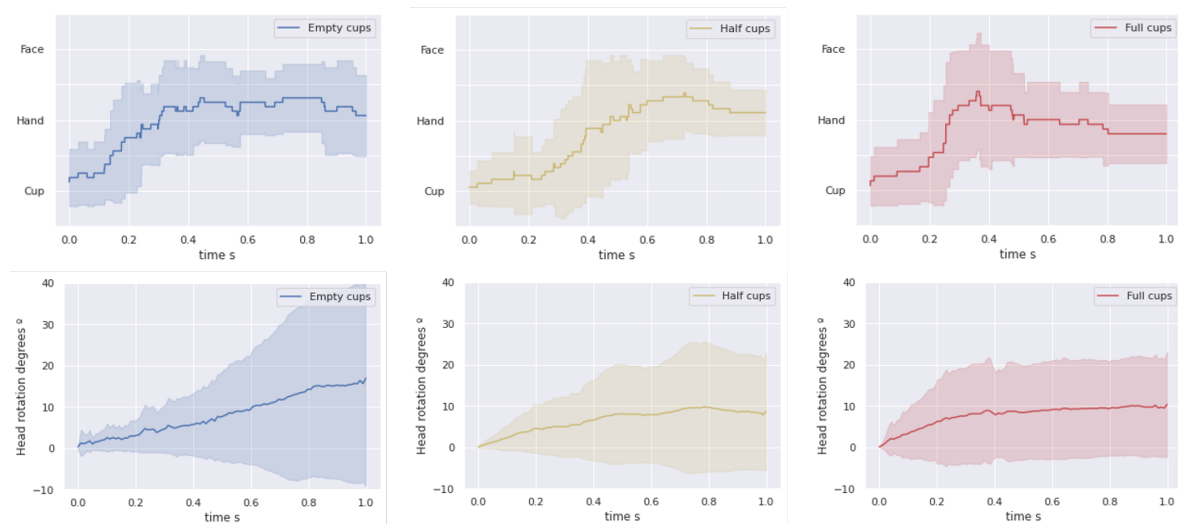 Empty cups
Face
Hand
Cup
0.0 0.2 0.4 0.6 0.8 1.0
time s
Half cups
Face
Hand
Cup
0.0 0.2 0.4 0.6 0.8 1.0
time s
Full cups
Face
Hand
Cup
0.0 0.2 0.4 0.6 0.8 1.0
time s
Empty cups
Head rotation degrees º
40
30
20
10
0
−10
0.0 0.2 0.4 0.6 0.8 1.0
time s
Half cups
Head rotation degrees º
40
30
20
10
0
−10
0.0 0.2 0.4 0.6 0.8 1.0
time s
Full cups
Head rotation degrees º
40
30
20
10
0
−10
0.0 0.2 0.4 0.6 0.8 1.0
time s